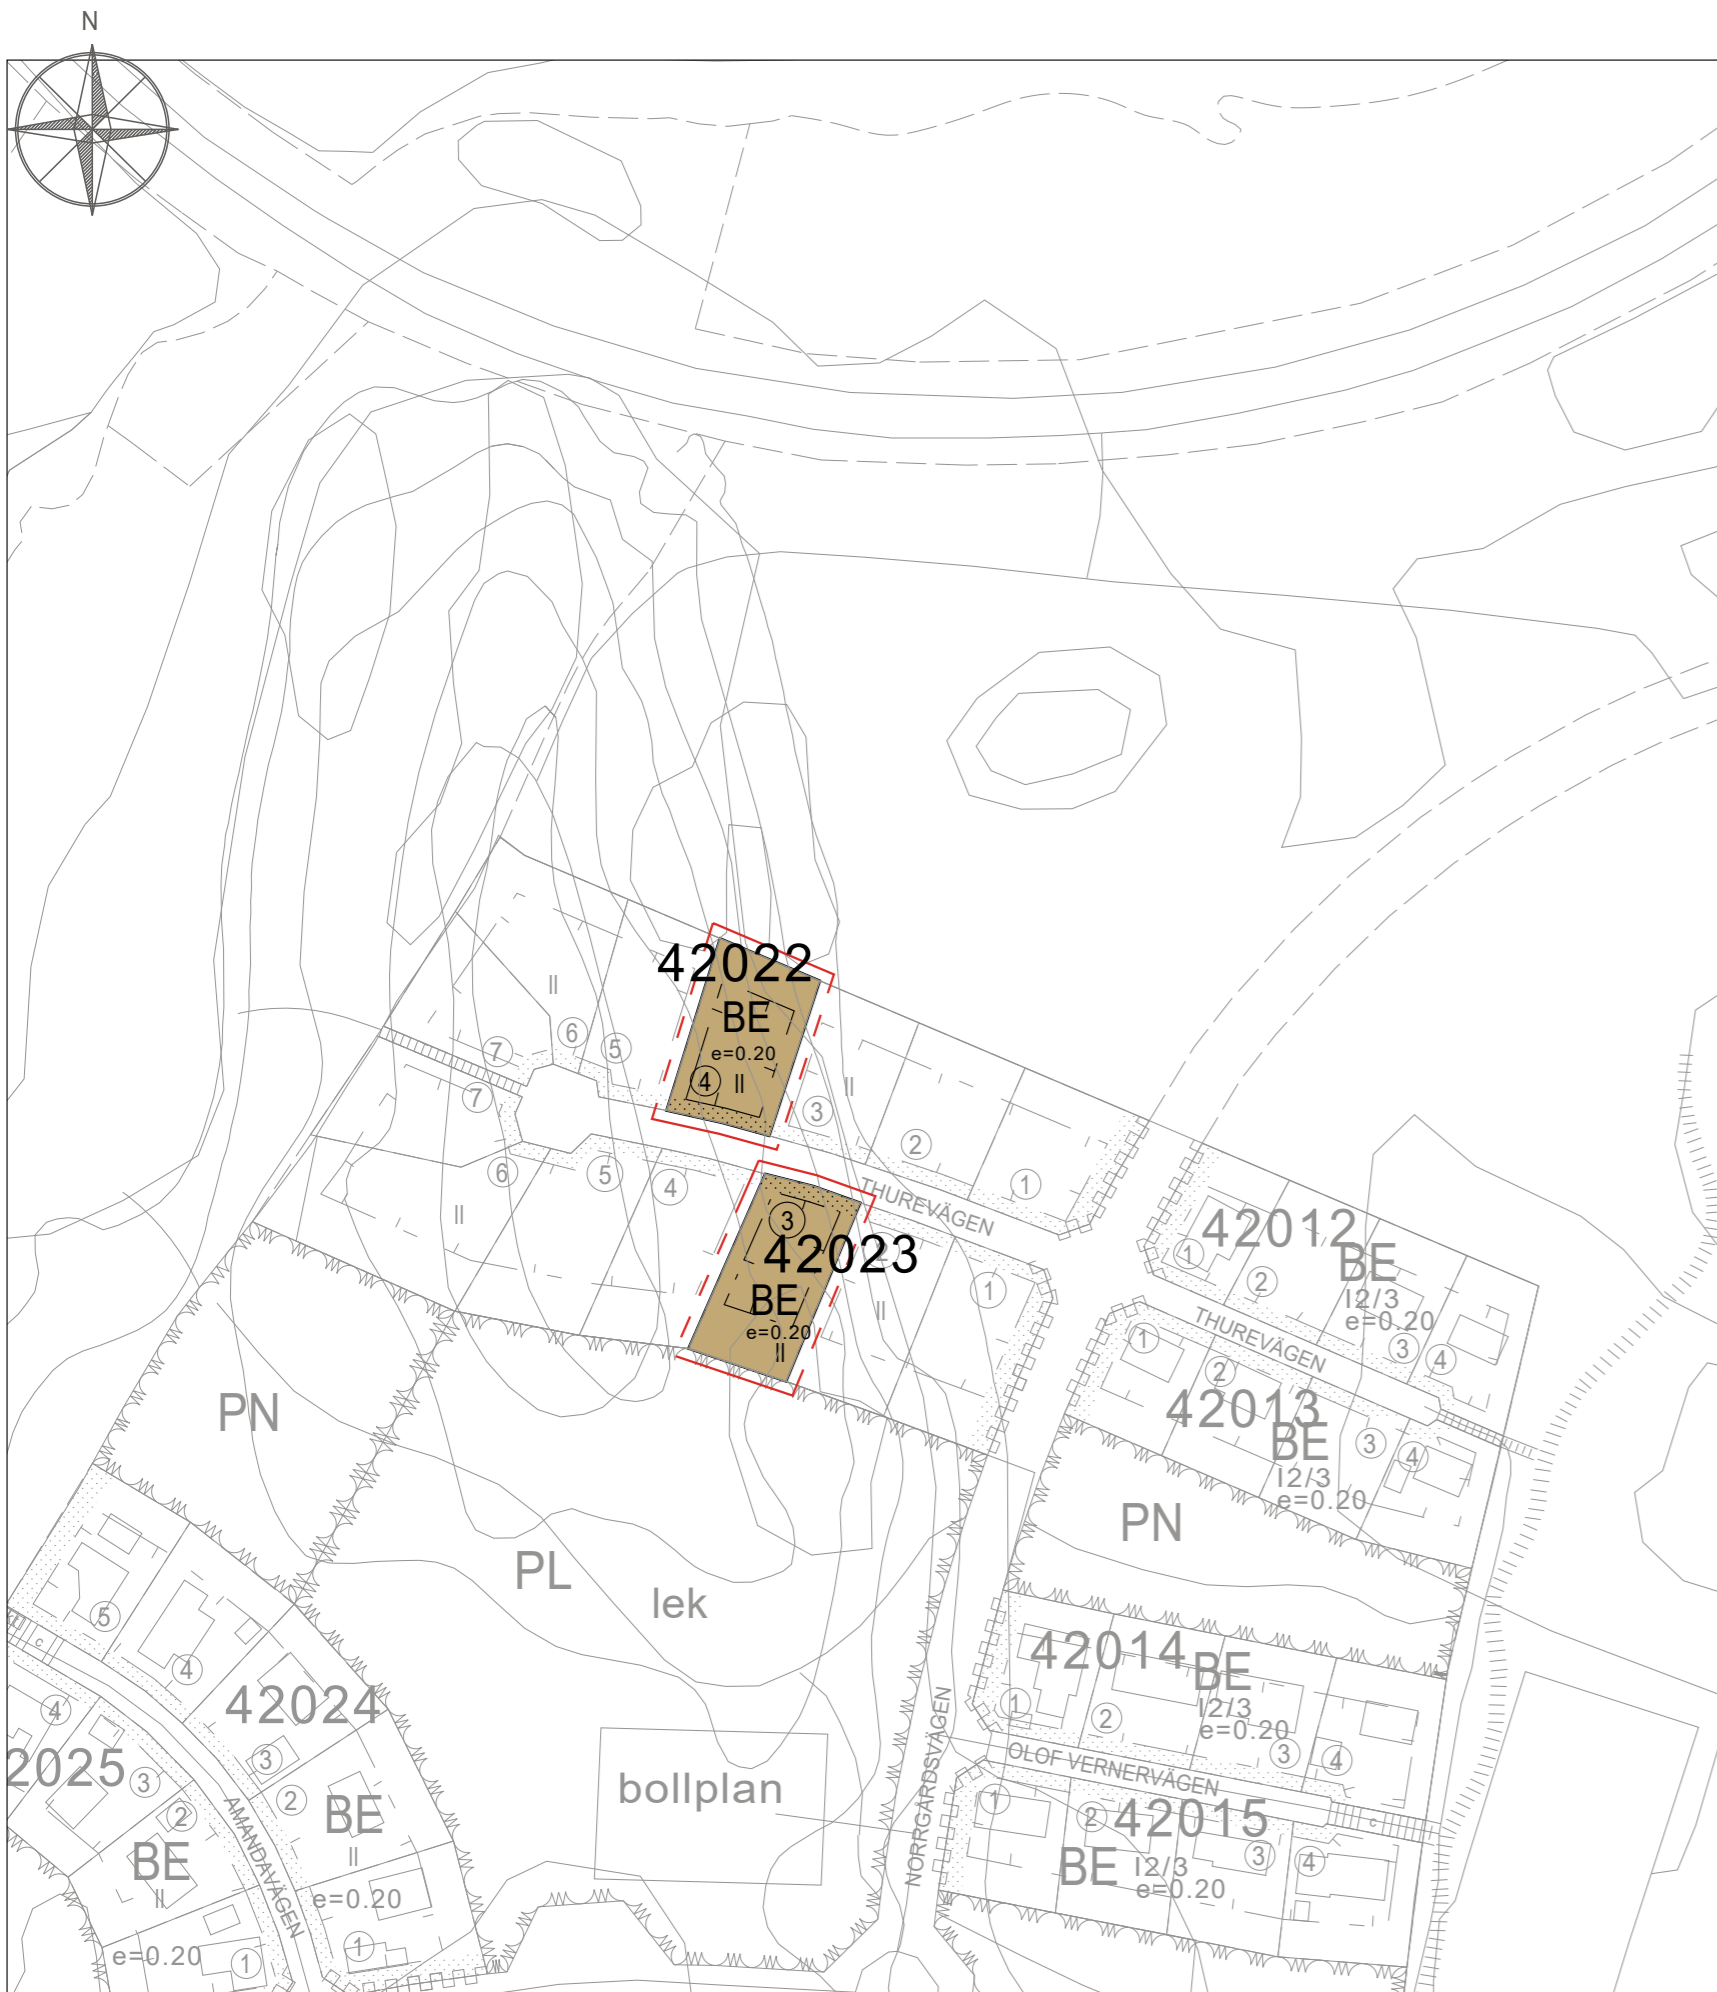 N
42022
BE
e=0.20
II
4
II
7
6
5
3
II
2
1
7
6
5
4
II
THUREVÄGEN
3
42023
BE
e=0.20
II
2
1
II
42012
BE
I2/3
e=0.20
1
2
3
4
THUREVÄGEN
1
2
42013
BE
I2/3
e=0.20
3
4
PN
PN
PL
lek
5
4
42024
3
2
BE
II
e=0.20
1
c
4
2025
3
2
BE
II
e=0.20
1
AMANDAVÄGEN
bollplan
NORRGÅRDSVÄGEN
42014
BE
I2/3
e=0.20
1
2
3
4
OLOF VERNERVÄGEN
c
1
2
42015
BE
I2/3
e=0.20
3
4